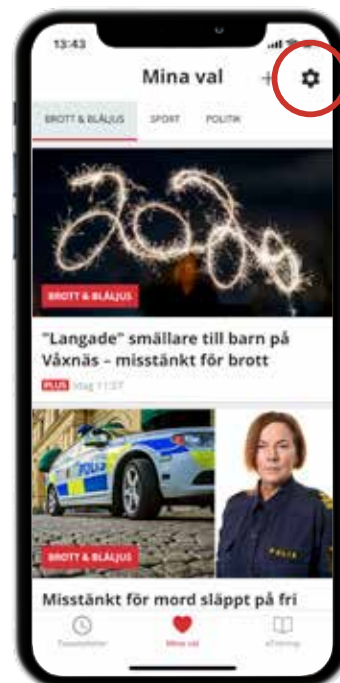 13:43
Mina val
BROTT & BLÅLJUS SPORT POLITIK
BROTT & BLÅLJUS
"Langade" smällare till barn på
Våxnäs – misstänkt för brott
PLUS Idag 11:57
POLIS
POLIS
BROTT & BLÅLJUS
Misstänkt för mord släppt på fri
Mina val